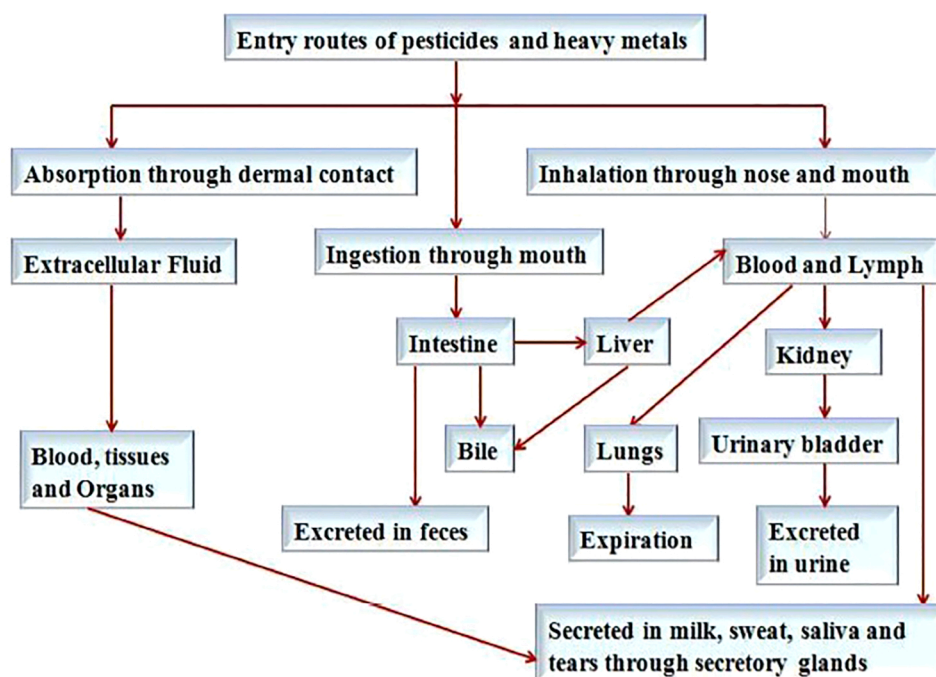 Entry routes of pesticides and heavy metals
Absorption through dermal contact
Inhalation through nose and mouth
Extracellular Fluid
Ingestion through mouth
Blood and Lymph
Intestine
Liver
Kidney
Blood, tissues
and Organs
Bile
Lungs
Urinary bladder
Excreted in feces
Expiration
Excreted
in urine
Secreted in milk, sweat, saliva and
tears through secretory glands